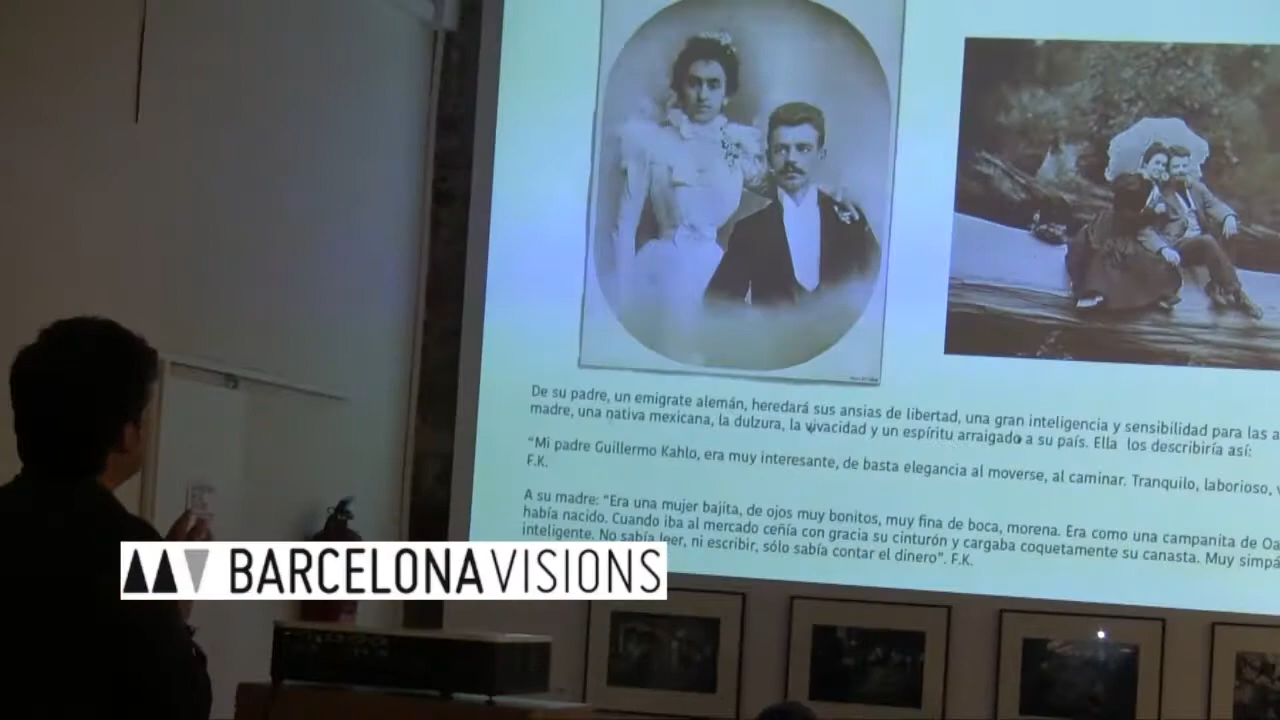 De su padre, un emigrate alemán, heredará sus ansias de libertad, una gran inteligencia y sensibilidad para las a
madre, una nativa mexicana, la dulzura, la vivacidad y un espíritu arraigado a su país. Ella los describiría así:
"Mi padre Guillermo Kahlo, era muy interesante, de basta elegancia al moverse, al caminar. Tranquilo, laborioso, v
F.K.
A su madre: "Era una mujer bajita, de ojos muy bonitos, muy fina de boca, morena. Era como una campanita de Oa
había nacido. Cuando iba al mercado ceñía con gracia su cinturón y cargaba coquetamente su canasta. Muy simpá
inteligente. No sabía leer, ni escribir, sólo sabía contar el dinero". F.K.
BARCELONAVISIONS